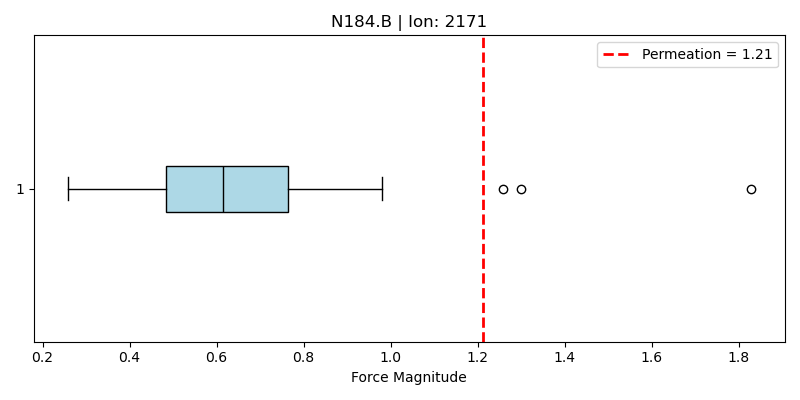 N184.B | Ion: 2171
Permeation = 1.21
1
0.2 0.4 0.6 0.8 1.0 1.2 1.4 1.6 1.8
Force Magnitude